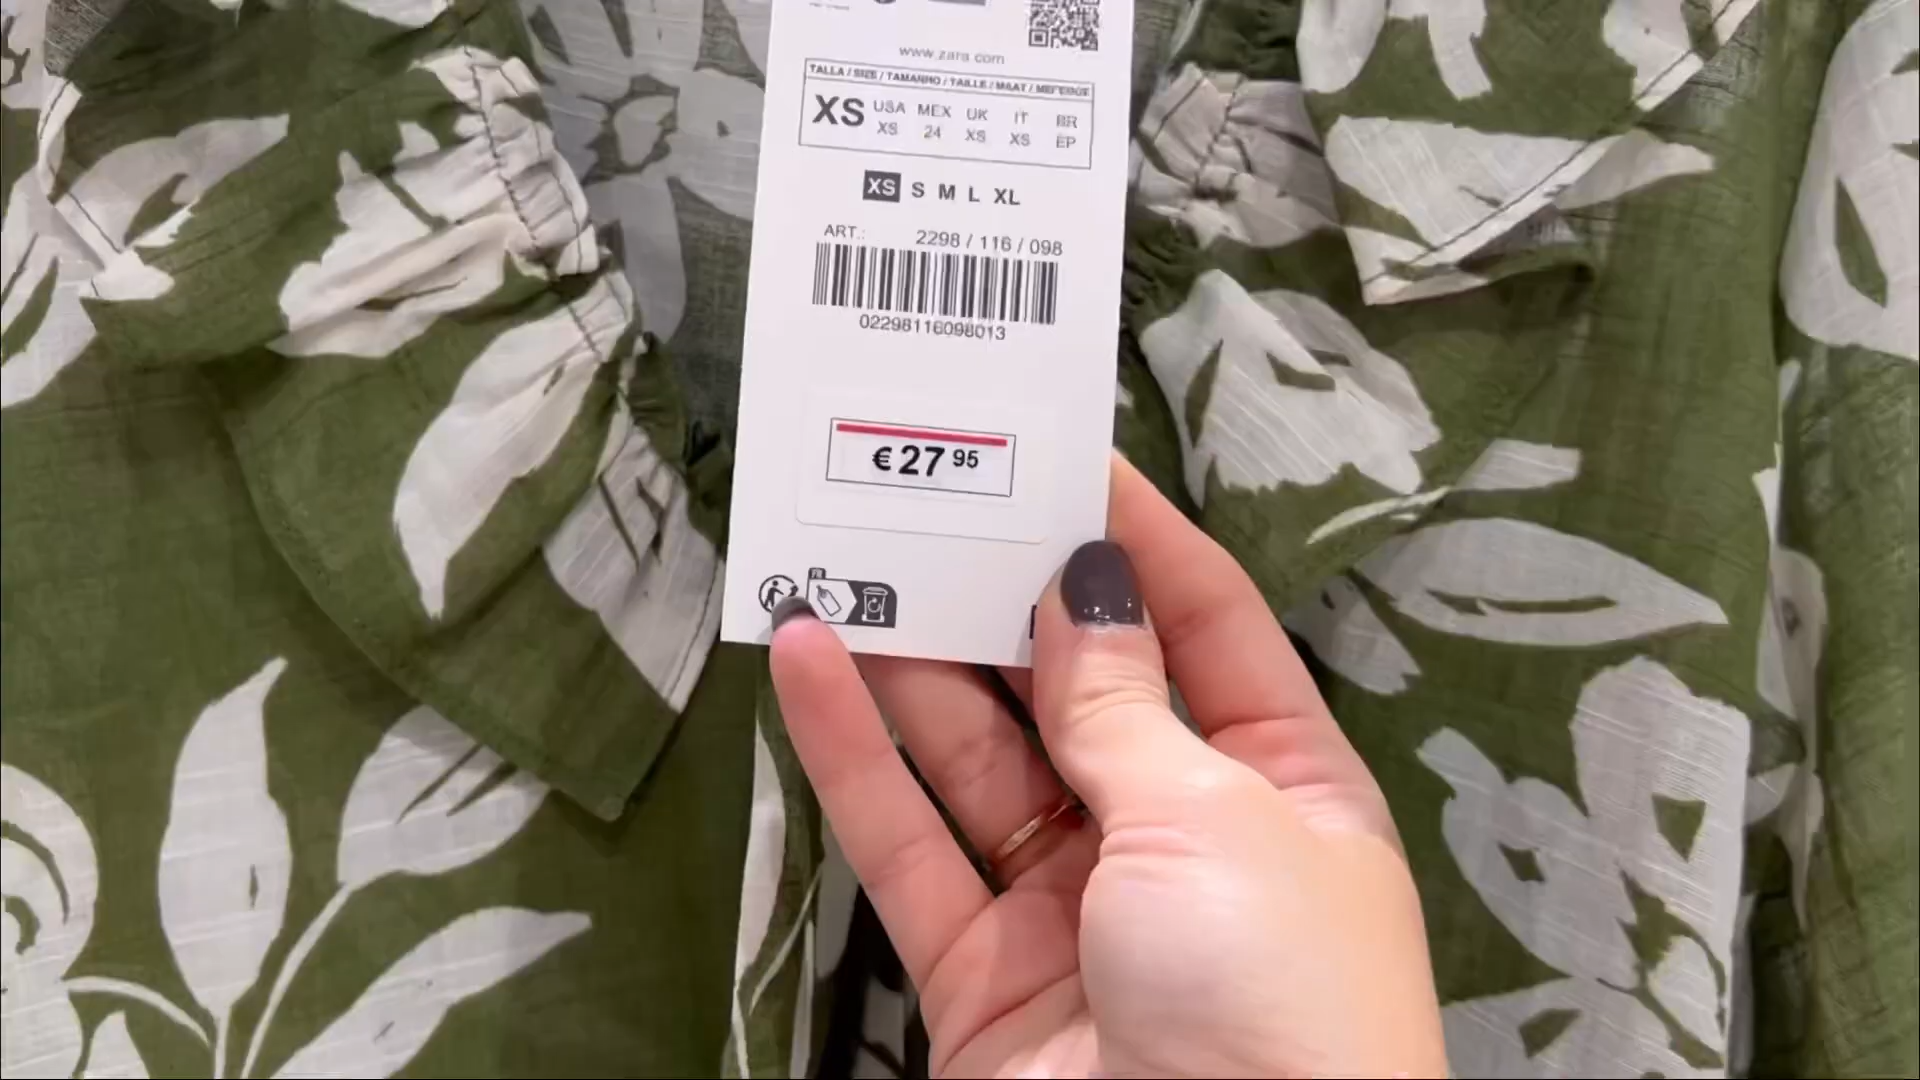 www.zara.com
TALLA / SIZE / TAMANHO / TAILLE / MAAT /
XS USA MEX UK IT BR
XS 24 XS XS EP
XS S M L XL
ART.: 2298 / 116 / 098
02298116098013
€ 27 95
FR